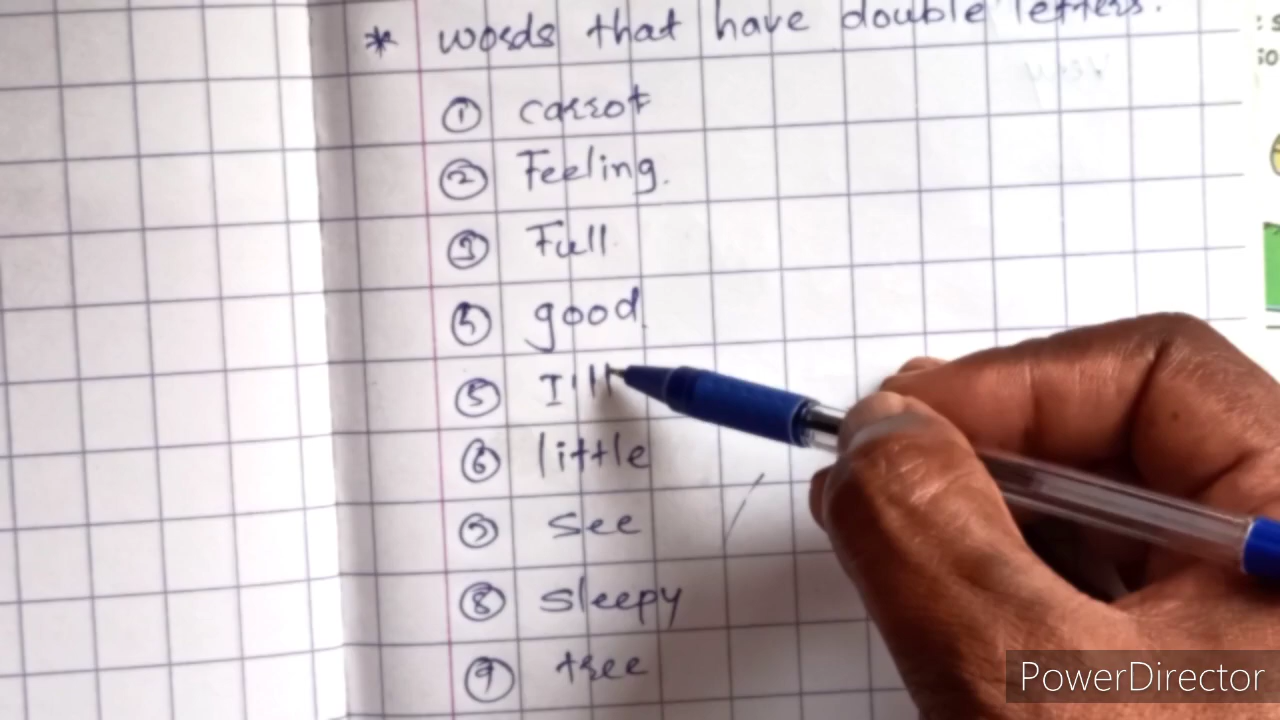 * words that have double letters.
① carrot
② Feeling.
③ Full
④ good.
⑤ Ill
⑥ little
⑦ See
⑧ sleepy
⑨ tree
PowerDirector